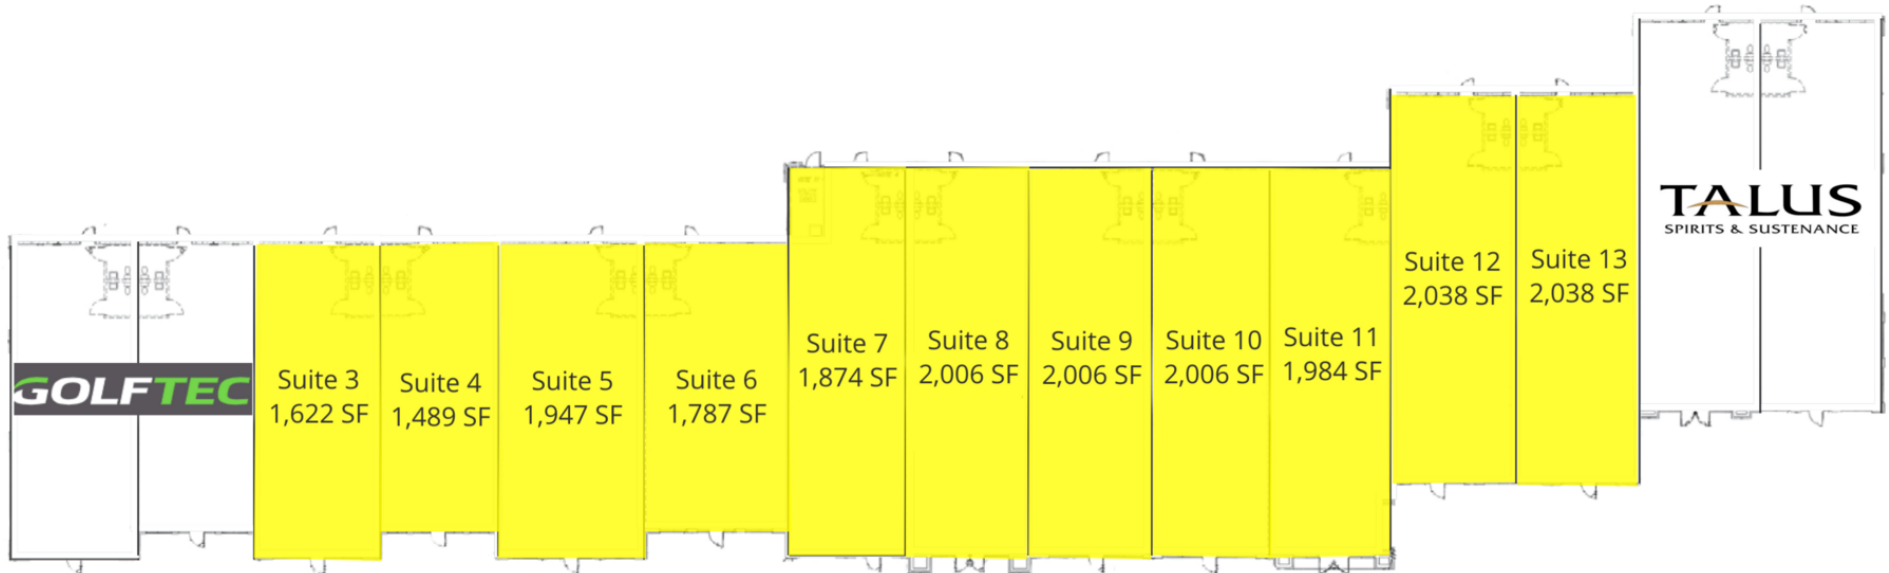 GOLFTEC
Suite 3
1,622 SF
Suite 4
1,489 SF
Suite 5
1,947 SF
Suite 6
1,787 SF
Suite 7
1,874 SF
Suite 8
2,006 SF
Suite 9
2,006 SF
Suite 10
2,006 SF
Suite 11
1,984 SF
Suite 12
2,038 SF
Suite 13
2,038 SF
TALUS
SPIRITS & SUSTENANCE